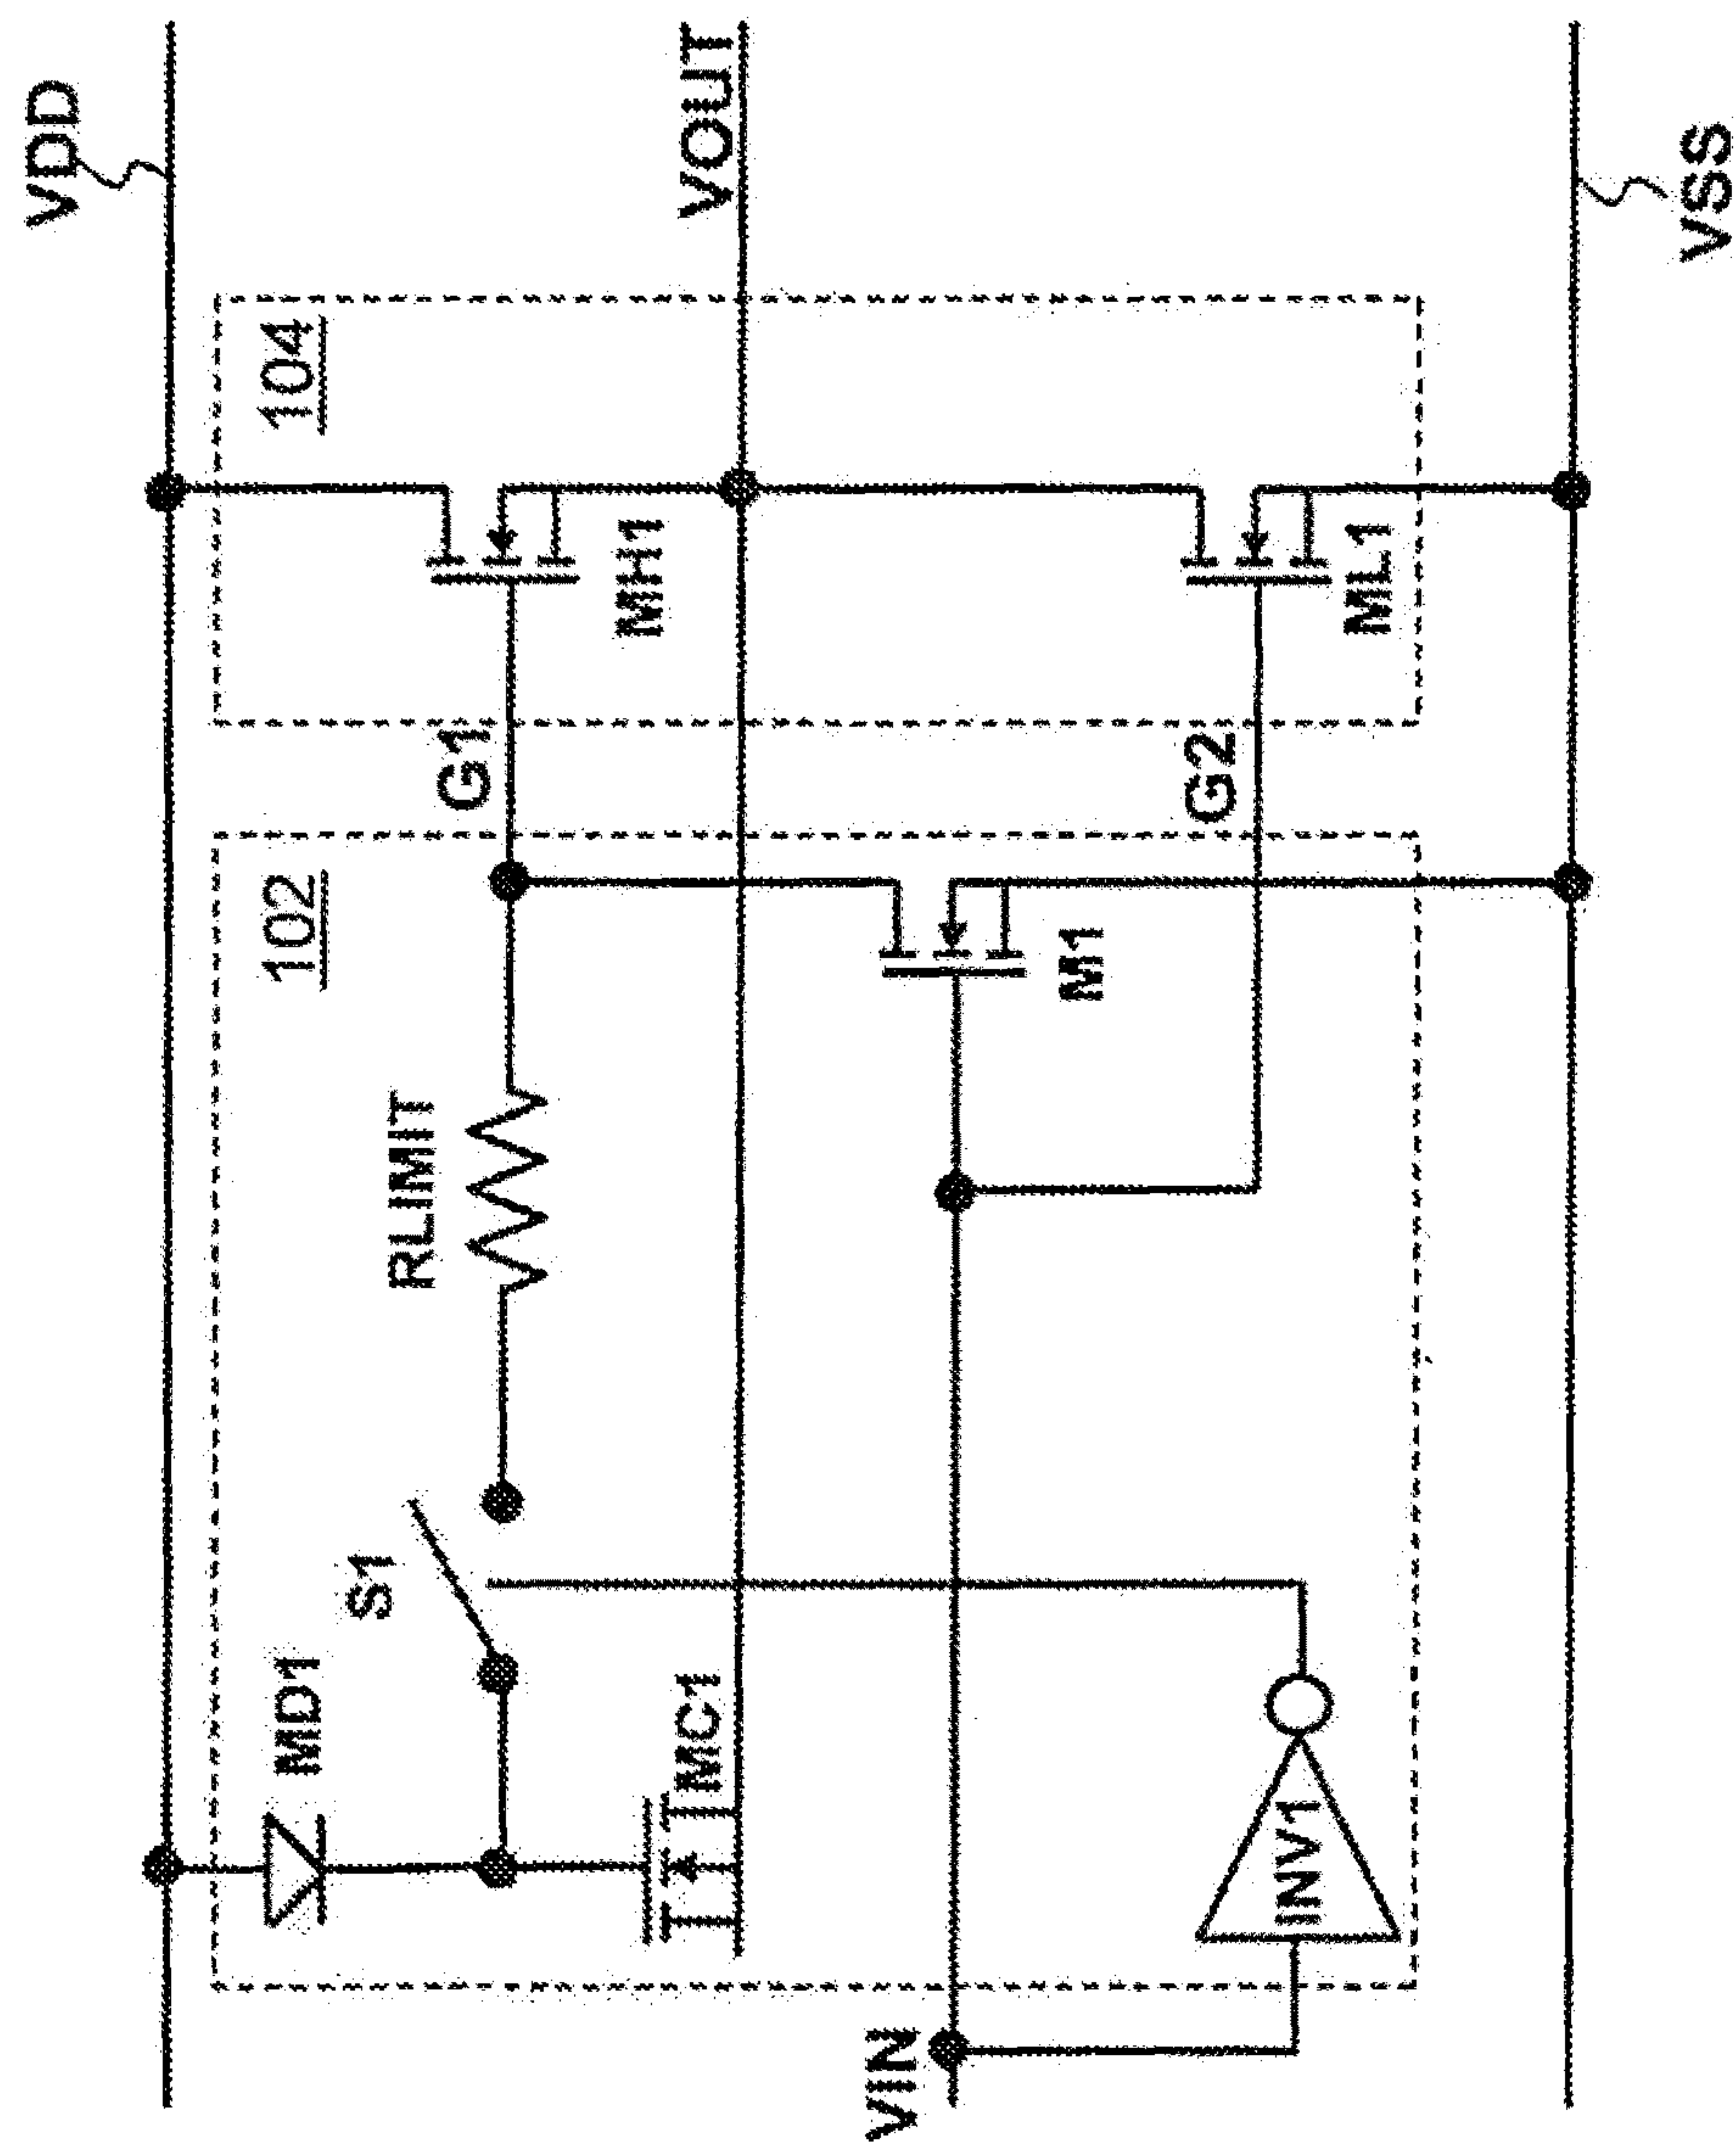 VDD
104
MH1
VOUT
ML1
VSS
G1
G2
102
RLIMIT
M1
S1
MD1
MC1
INV1
VIN